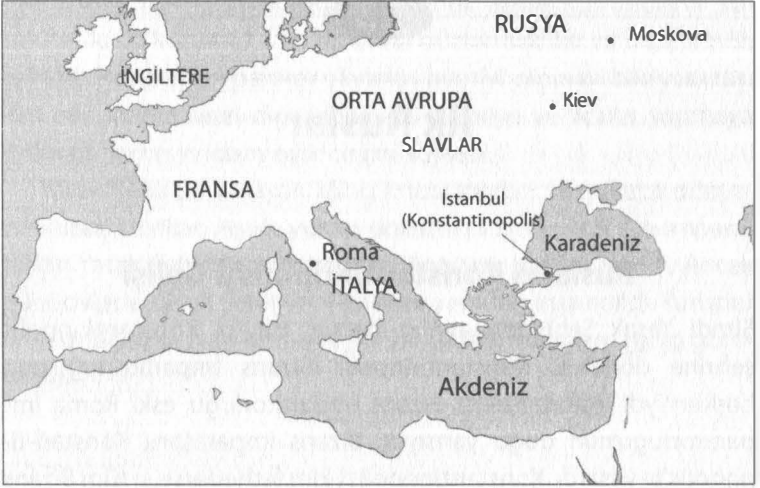 RUSYA
Moskova
İNGİLTERE
ORTA AVRUPA
Kiev
SLAVLAR
FRANSA
İstanbul
(Konstantinopolis)
Karadeniz
Roma
İTALYA
Akdeniz